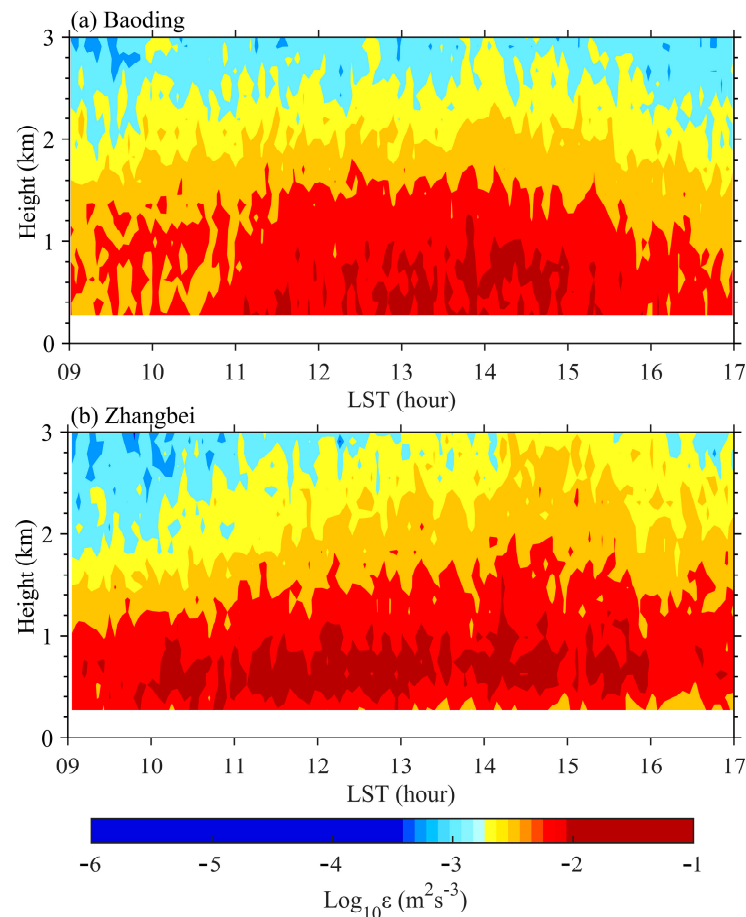 (a) Baoding
3
2
1
0
Height (km)
09 10 11 12 13 14 15 16 17
LST (hour)
(b) Zhangbei
3
2
1
0
Height (km)
09 10 11 12 13 14 15 16 17
LST (hour)
-6 -5 -4 -3 -2 -1
Log₁₀ε (m²s⁻³)